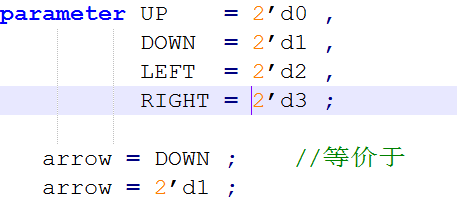 parameter UP    = 2'd0 ,
          DOWN  = 2'd1 ,
          LEFT  = 2'd2 ,
          RIGHT = 2'd3 ;
   arrow = DOWN ;    //等价于
   arrow = 2'd1 ;